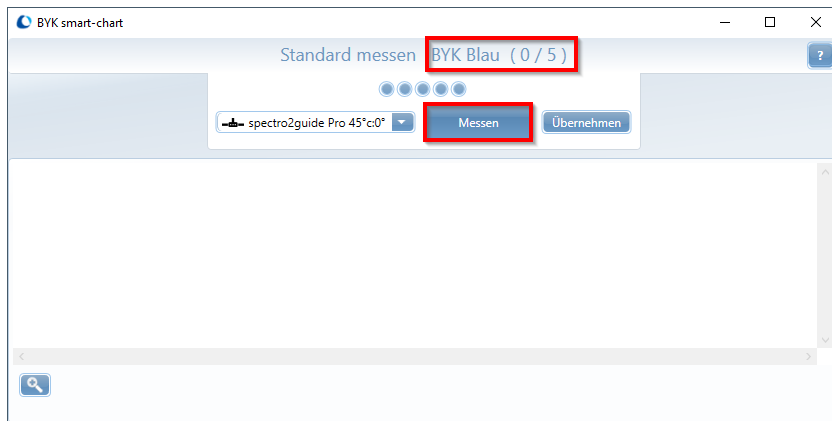 BYK smart-chart
Standard messen BYK Blau ( 0 / 5 )
?
spectro2guide Pro 45°c:0° Messen Übernehmen